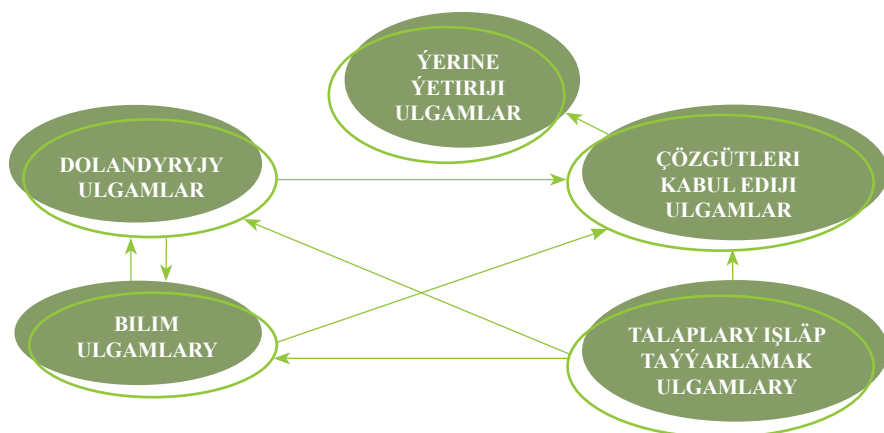 ÝERINE
ÝETIRIJI
ULGAMLAR
DOLANDYRYJY
ULGAMLAR
ÇÖZGÜTLERI
KABUL EDIJI
ULGAMLAR
BILIM
ULGAMLARY
TALAPLARY IŞLÄP
TAÝÝARLAMAK
ULGAMLARY